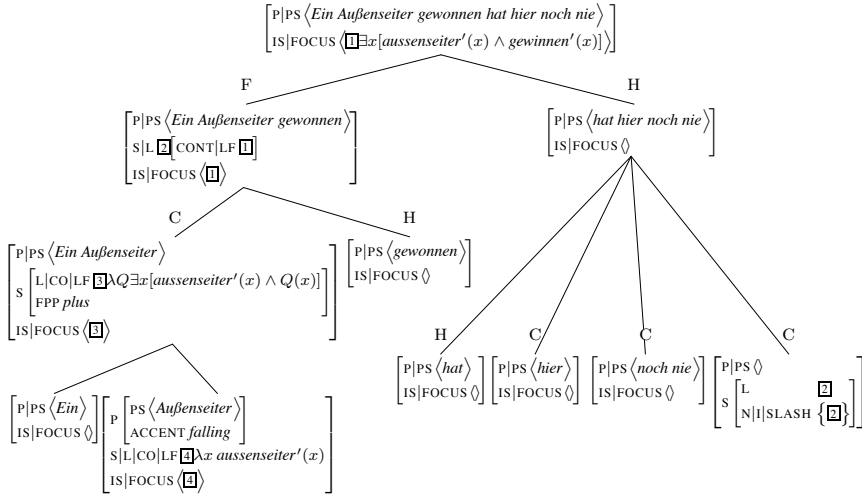 P|PS ⟨Ein Außenseiter gewonnen hat hier noch nie⟩
IS|FOCUS ⟨1∃x[aussenseiter′(x) ∧ gewinnen′(x)]⟩
F H
P|PS ⟨Ein Außenseiter gewonnen⟩
S|L 2[CONT|LF 1]
IS|FOCUS ⟨1⟩
P|PS ⟨hat hier noch nie⟩
IS|FOCUS ⟨⟩
C H
P|PS ⟨Ein Außenseiter⟩
S [L|CO|LF 3λQ∃x[aussenseiter′(x) ∧ Q(x)]
FPP plus]
IS|FOCUS ⟨3⟩
P|PS ⟨gewonnen⟩
IS|FOCUS ⟨⟩
H C C C
P|PS ⟨hat⟩
IS|FOCUS ⟨⟩
P|PS ⟨hier⟩
IS|FOCUS ⟨⟩
P|PS ⟨noch nie⟩
IS|FOCUS ⟨⟩
P|PS ⟨⟩
S [L 2
N|I|SLASH {2}]
P|PS ⟨Ein⟩
IS|FOCUS ⟨⟩
P [PS ⟨Außenseiter⟩
ACCENT falling]
S|L|CO|LF 4λx aussenseiter′(x)
IS|FOCUS ⟨4⟩